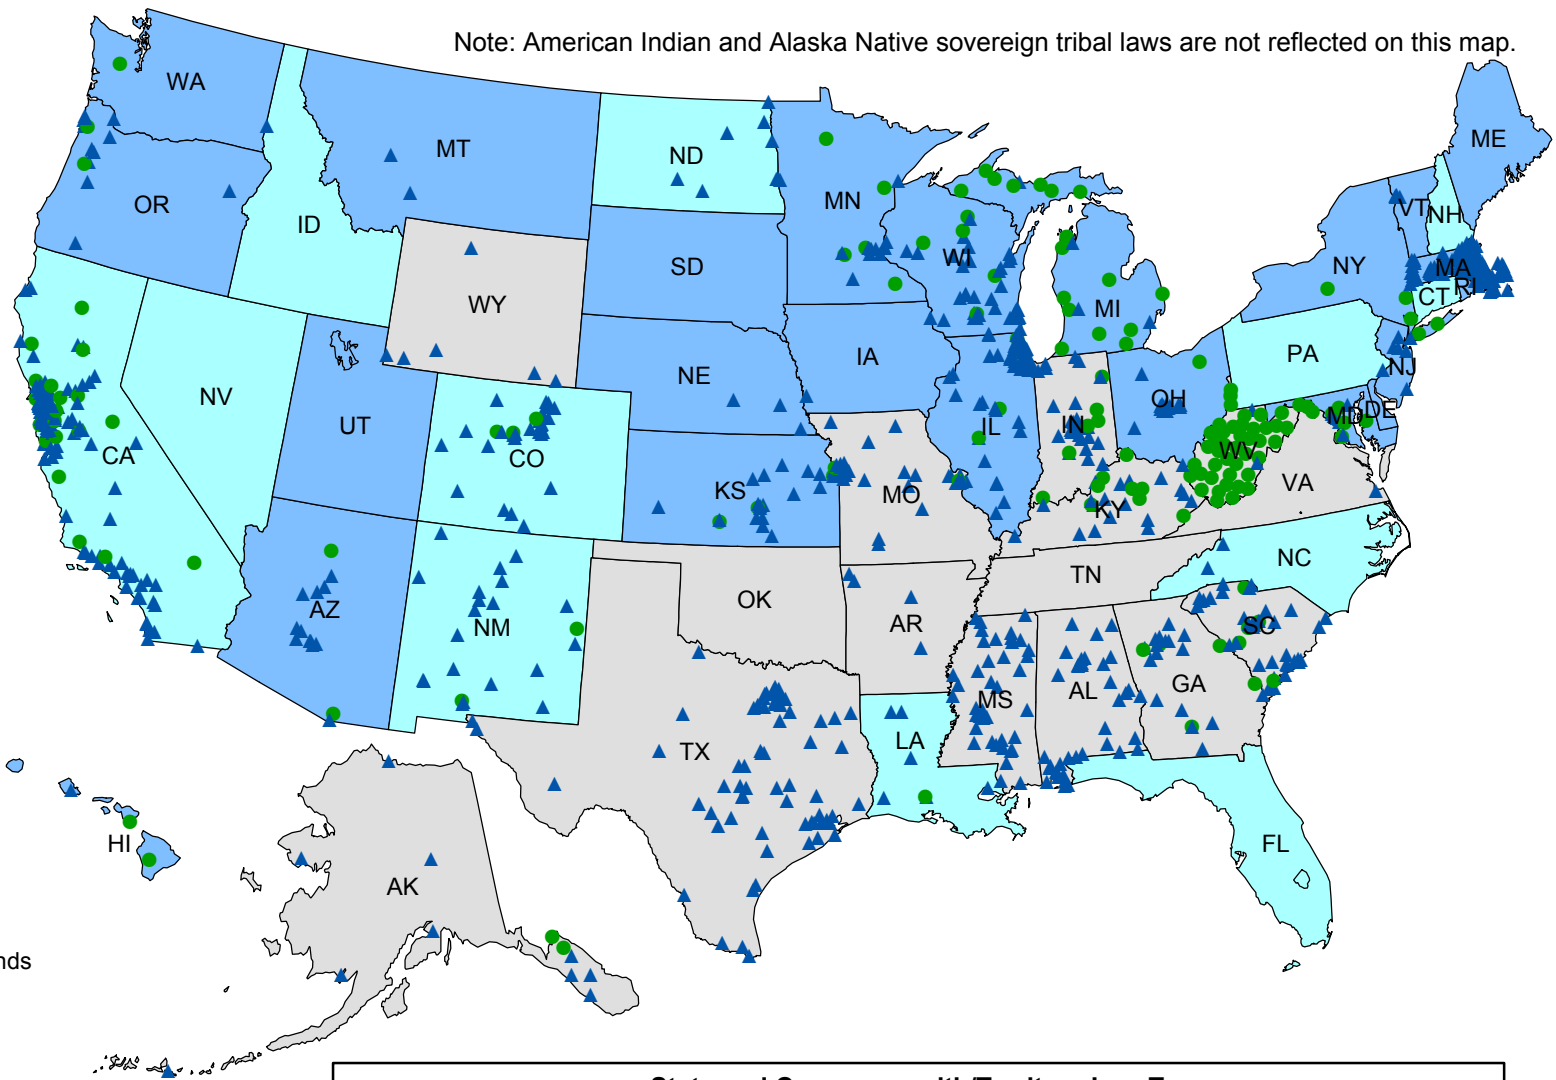 Note: American Indian and Alaska Native sovereign tribal laws are not reflected on this map.
WA
MT
ND
MN
ME
OR
ID
VT
NH
SD
WI
NY
MA
WY
MI
CT
RI
IA
PA
NE
NJ
NV
UT
OH
DE
MD
IL
IN
CA
CO
WV
KS
MO
VA
KY
NC
TN
OK
AZ
AR
NM
SC
MS
AL
GA
TX
LA
HI
FL
AK
nds